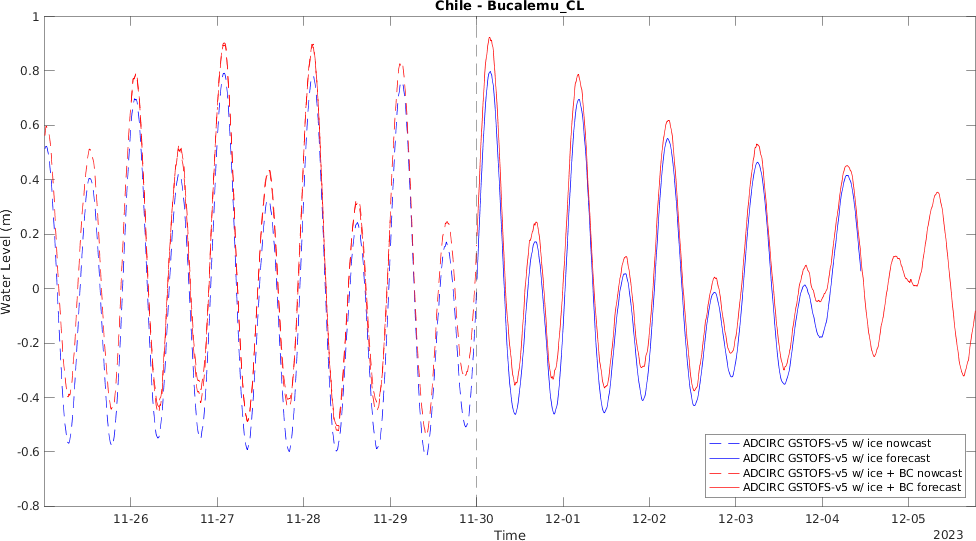 Chile - Bucalemu_CL
1
0.8
0.6
0.4
0.2
0
-0.2
-0.4
-0.6
-0.8
Water Level (m)
11-26 11-27 11-28 11-29 11-30 12-01 12-02 12-03 12-04 12-05
Time
2023
ADCIRC GSTOFS-v5 w/ ice nowcast
ADCIRC GSTOFS-v5 w/ ice forecast
ADCIRC GSTOFS-v5 w/ ice + BC nowcast
ADCIRC GSTOFS-v5 w/ ice + BC forecast